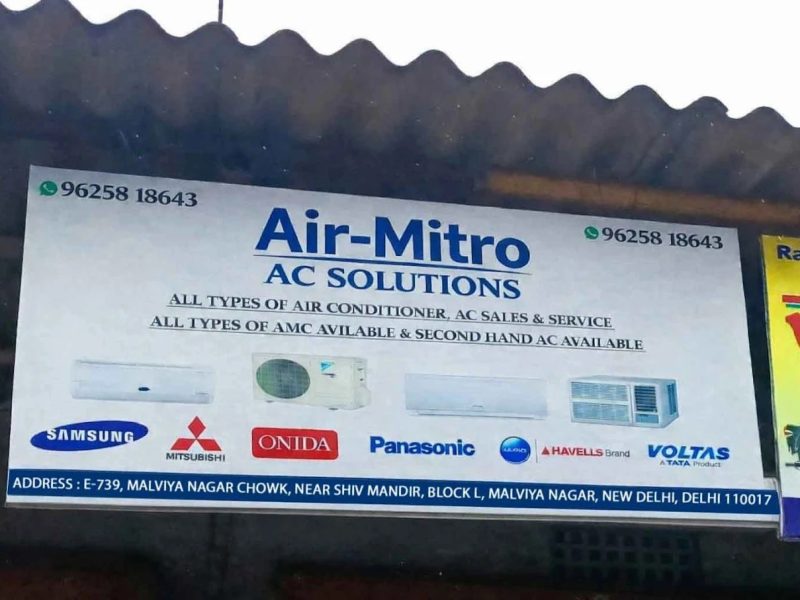 96258 18643
96258 18643
Air-Mitro
AC SOLUTIONS
ALL TYPES OF AIR CONDITIONER, AC SALES & SERVICE
ALL TYPES OF AMC AVILABLE & SECOND HAND AC AVAILABLE
SAMSUNG
MITSUBISHI
ONIDA
Panasonic
LLOYD
HAVELLS Brand
VOLTAS
A TATA Product
ADDRESS : E-739, MALVIYA NAGAR CHOWK, NEAR SHIV MANDIR, BLOCK L, MALVIYA NAGAR, NEW DELHI, DELHI 110017
Ra